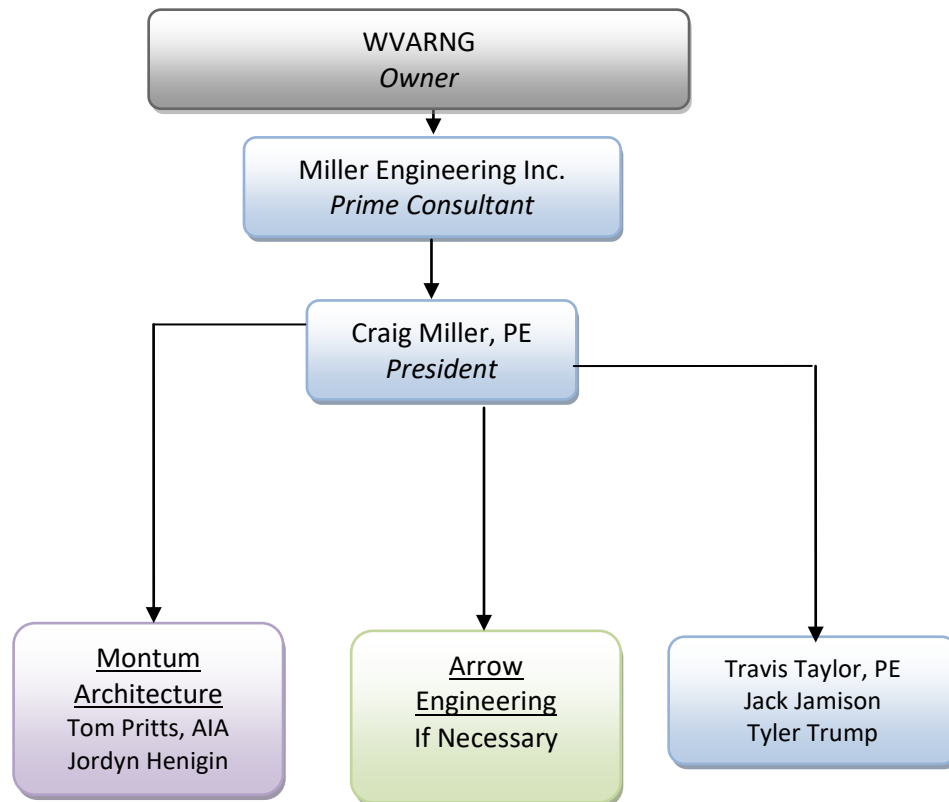 WVARNG
Owner
Miller Engineering Inc.
Prime Consultant
Craig Miller, PE
President
Montum
Architecture
Tom Pritts, AIA
Jordyn Henigin
Arrow
Engineering
If Necessary
Travis Taylor, PE
Jack Jamison
Tyler Trump